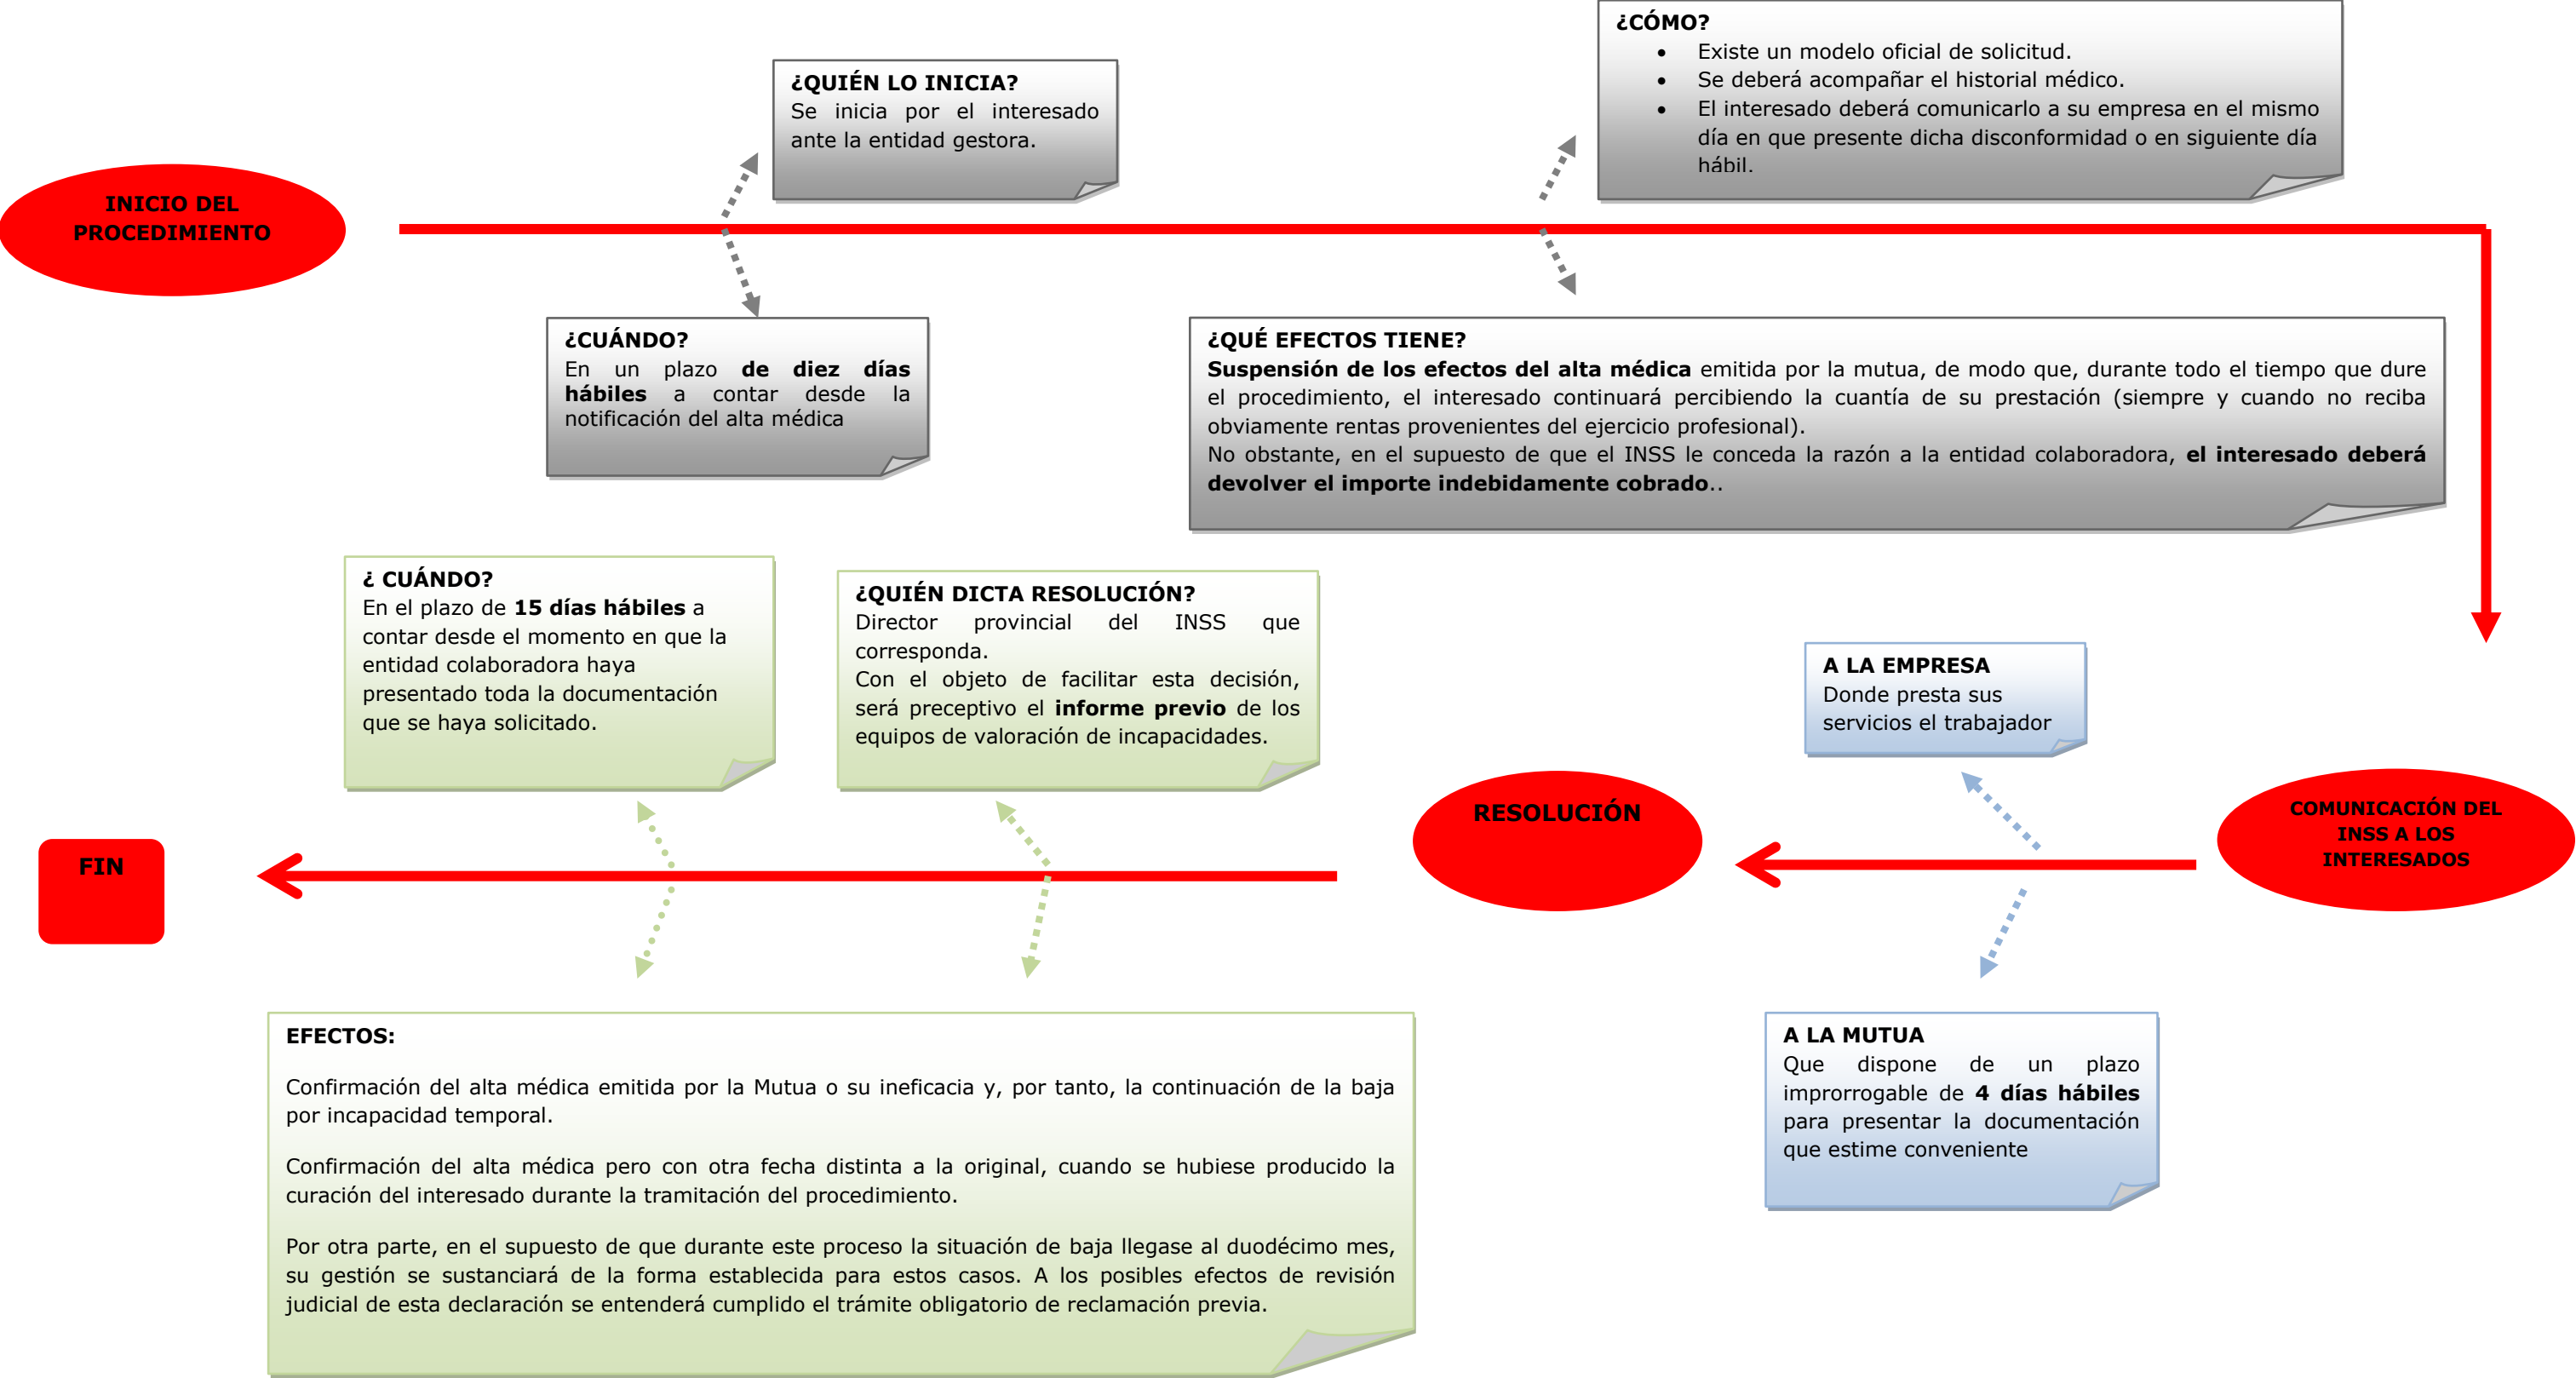 ¿CÓMO?
• Existe un modelo oficial de solicitud.
• Se deberá acompañar el historial médico.
• El interesado deberá comunicarlo a su empresa en el mismo
día en que presente dicha disconformidad o en siguiente día
hábil.
¿QUIÉN LO INICIA?
Se inicia por el interesado
ante la entidad gestora.
INICIO DEL
PROCEDIMIENTO
¿CUÁNDO?
En un plazo de diez días
hábiles a contar desde la
notificación del alta médica
¿QUÉ EFECTOS TIENE?
Suspensión de los efectos del alta médica emitida por la mutua, de modo que, durante todo el tiempo que dure
el procedimiento, el interesado continuará percibiendo la cuantía de su prestación (siempre y cuando no reciba
obviamente rentas provenientes del ejercicio profesional).
No obstante, en el supuesto de que el INSS le conceda la razón a la entidad colaboradora, el interesado deberá
devolver el importe indebidamente cobrado..
¿ CUÁNDO?
En el plazo de 15 días hábiles a
contar desde el momento en que la
entidad colaboradora haya
presentado toda la documentación
que se haya solicitado.
¿QUIÉN DICTA RESOLUCIÓN?
Director provincial del INSS que
corresponda.
Con el objeto de facilitar esta decisión,
será preceptivo el informe previo de los
equipos de valoración de incapacidades.
A LA EMPRESA
Donde presta sus
servicios el trabajador
RESOLUCIÓN
COMUNICACIÓN DEL
INSS A LOS
INTERESADOS
FIN
EFECTOS:
Confirmación del alta médica emitida por la Mutua o su ineficacia y, por tanto, la continuación de la baja
por incapacidad temporal.
Confirmación del alta médica pero con otra fecha distinta a la original, cuando se hubiese producido la
curación del interesado durante la tramitación del procedimiento.
Por otra parte, en el supuesto de que durante este proceso la situación de baja llegase al duodécimo mes,
su gestión se sustanciará de la forma establecida para estos casos. A los posibles efectos de revisión
judicial de esta declaración se entenderá cumplido el trámite obligatorio de reclamación previa.
A LA MUTUA
Que dispone de un plazo
improrrogable de 4 días hábiles
para presentar la documentación
que estime conveniente